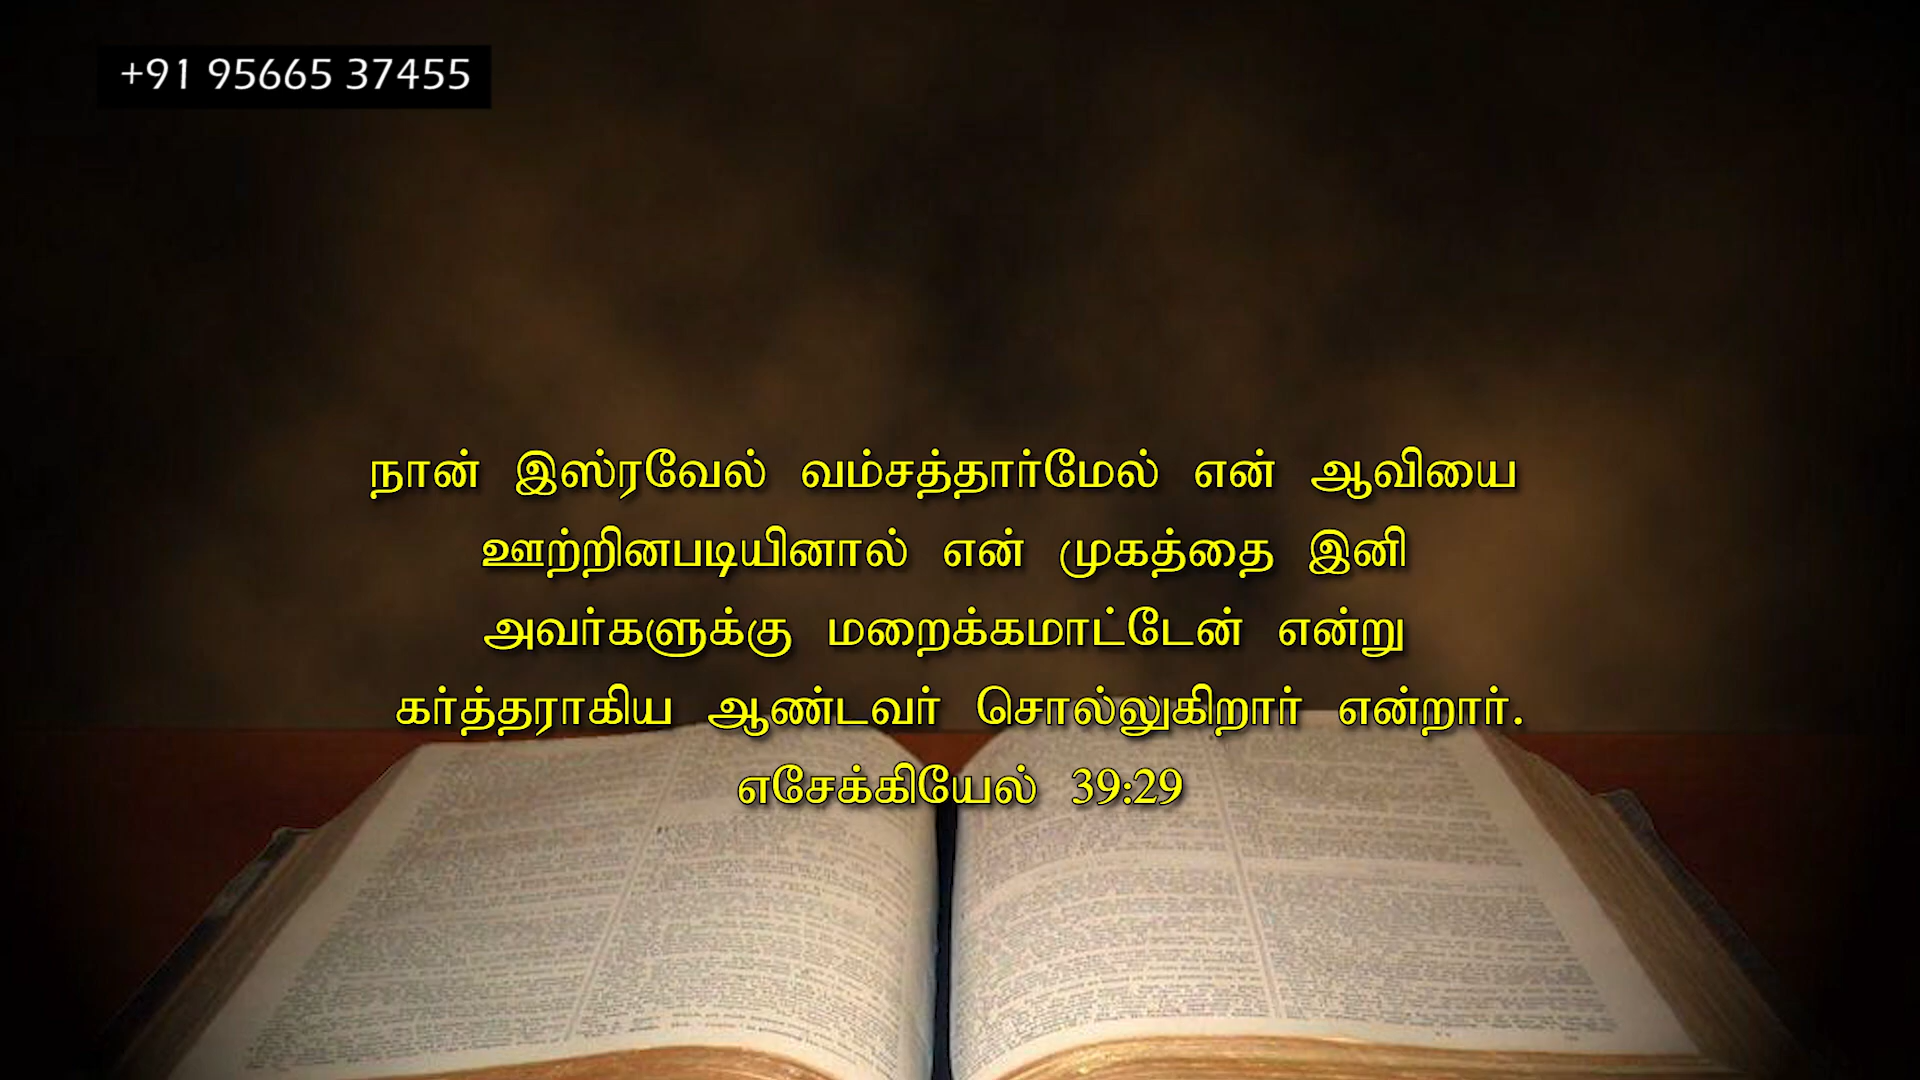 +91 95665 37455
நான் இஸ்ரவேல் வம்சத்தார்மேல் என் ஆவியை
ஊற்றினபடியினால் என் முகத்தை இனி
அவர்களுக்கு மறைக்கமாட்டேன் என்று
கர்த்தராகிய ஆண்டவர் சொல்லுகிறார் என்றார்.
எசேக்கியேல் 39:29